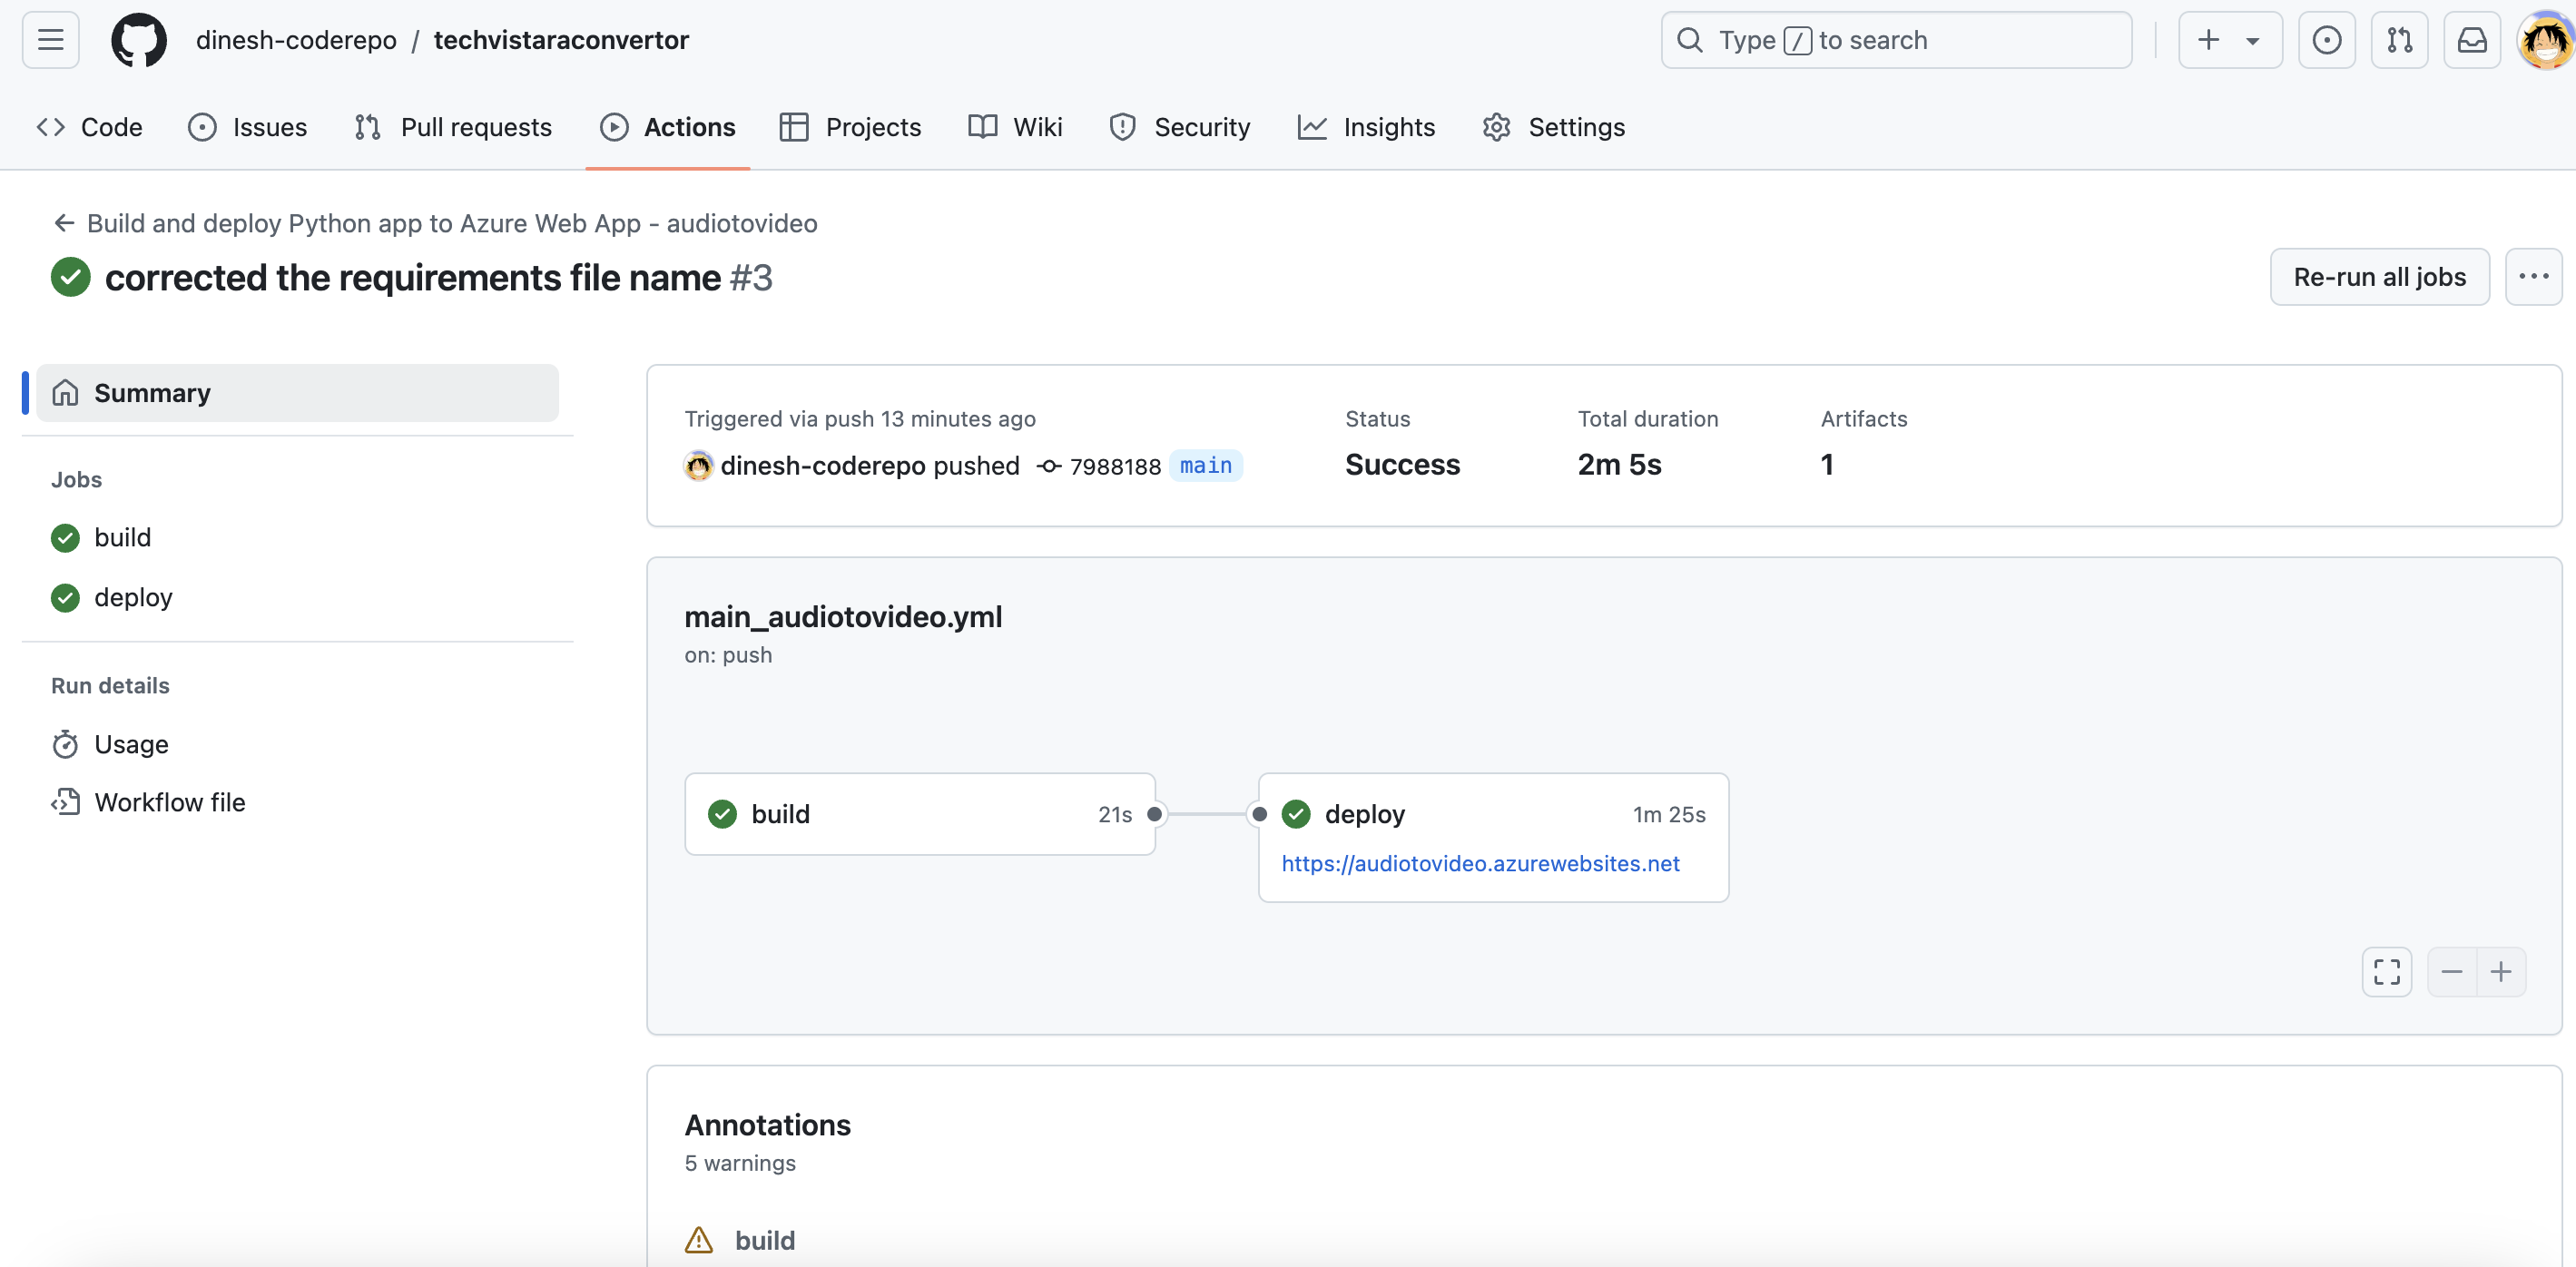 dinesh-coderepo / techvistaraconvertor
Type / to search
Code Issues Pull requests Actions Projects Wiki Security Insights Settings
Build and deploy Python app to Azure Web App - audiotovideo
corrected the requirements file name #3
Re-run all jobs
Summary
Jobs
build
deploy
Run details
Usage
Workflow file
Triggered via push 13 minutes ago
dinesh-coderepo pushed 7988188 main
Status
Success
Total duration
2m 5s
Artifacts
1
main_audiotovideo.yml
on: push
build 21s
deploy 1m 25s
https://audiotovideo.azurewebsites.net
Annotations
5 warnings
build